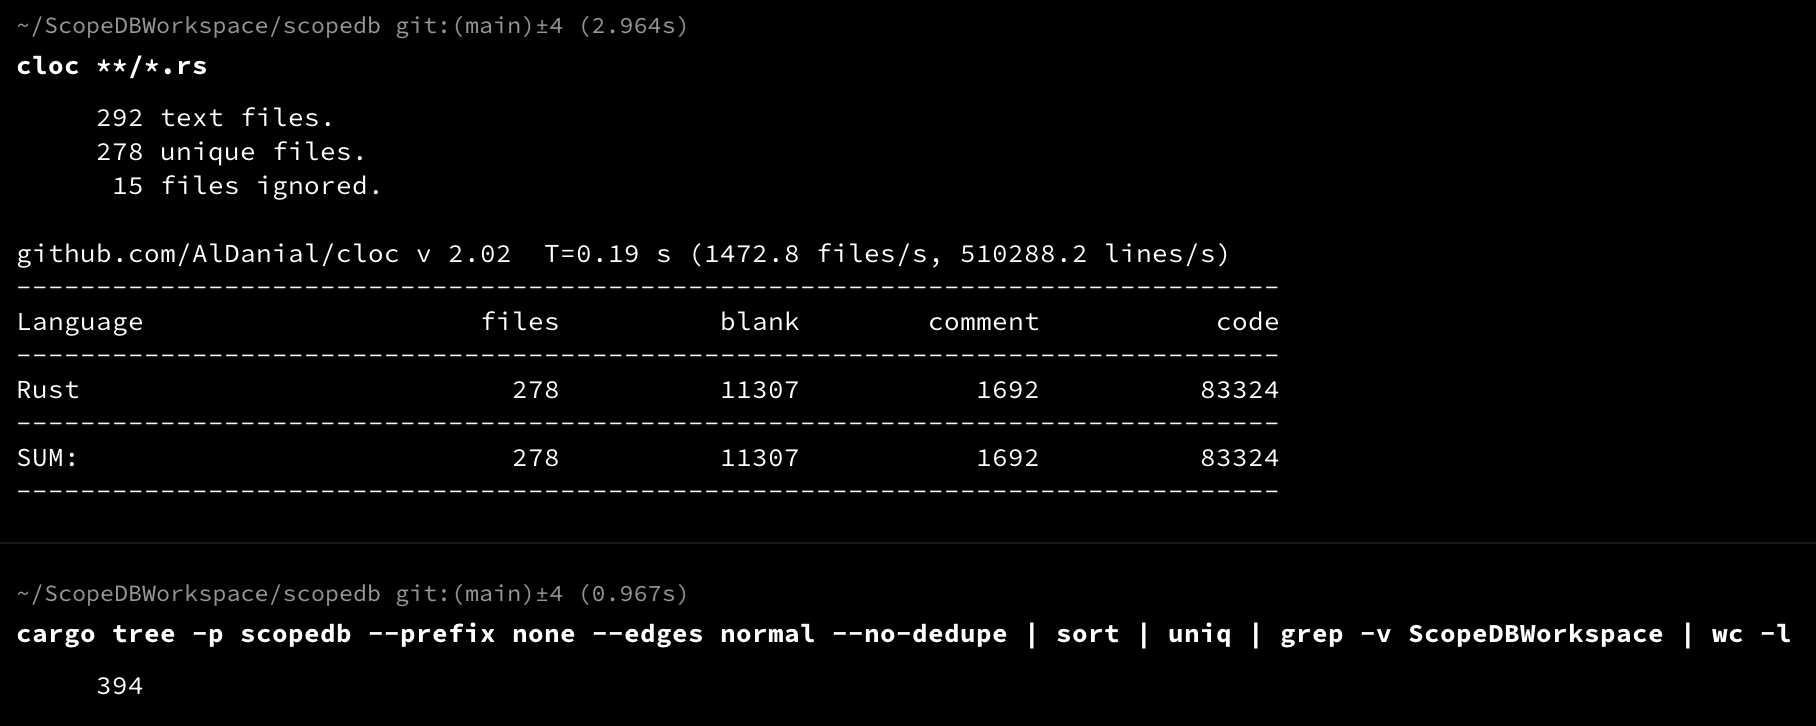 ~/ScopeDBWorkspace/scopedb git:(main)±4 (2.964s)
cloc **/*.rs
292 text files.
278 unique files.
15 files ignored.
github.com/AlDanial/cloc v 2.02  T=0.19 s (1472.8 files/s, 510288.2 lines/s)
-------------------------------------------------------------------------------
Language                     files          blank        comment           code
-------------------------------------------------------------------------------
Rust                           278          11307           1692          83324
-------------------------------------------------------------------------------
SUM:                           278          11307           1692          83324
-------------------------------------------------------------------------------
~/ScopeDBWorkspace/scopedb git:(main)±4 (0.967s)
cargo tree -p scopedb --prefix none --edges normal --no-dedupe | sort | uniq | grep -v ScopeDBWorkspace | wc -l
394